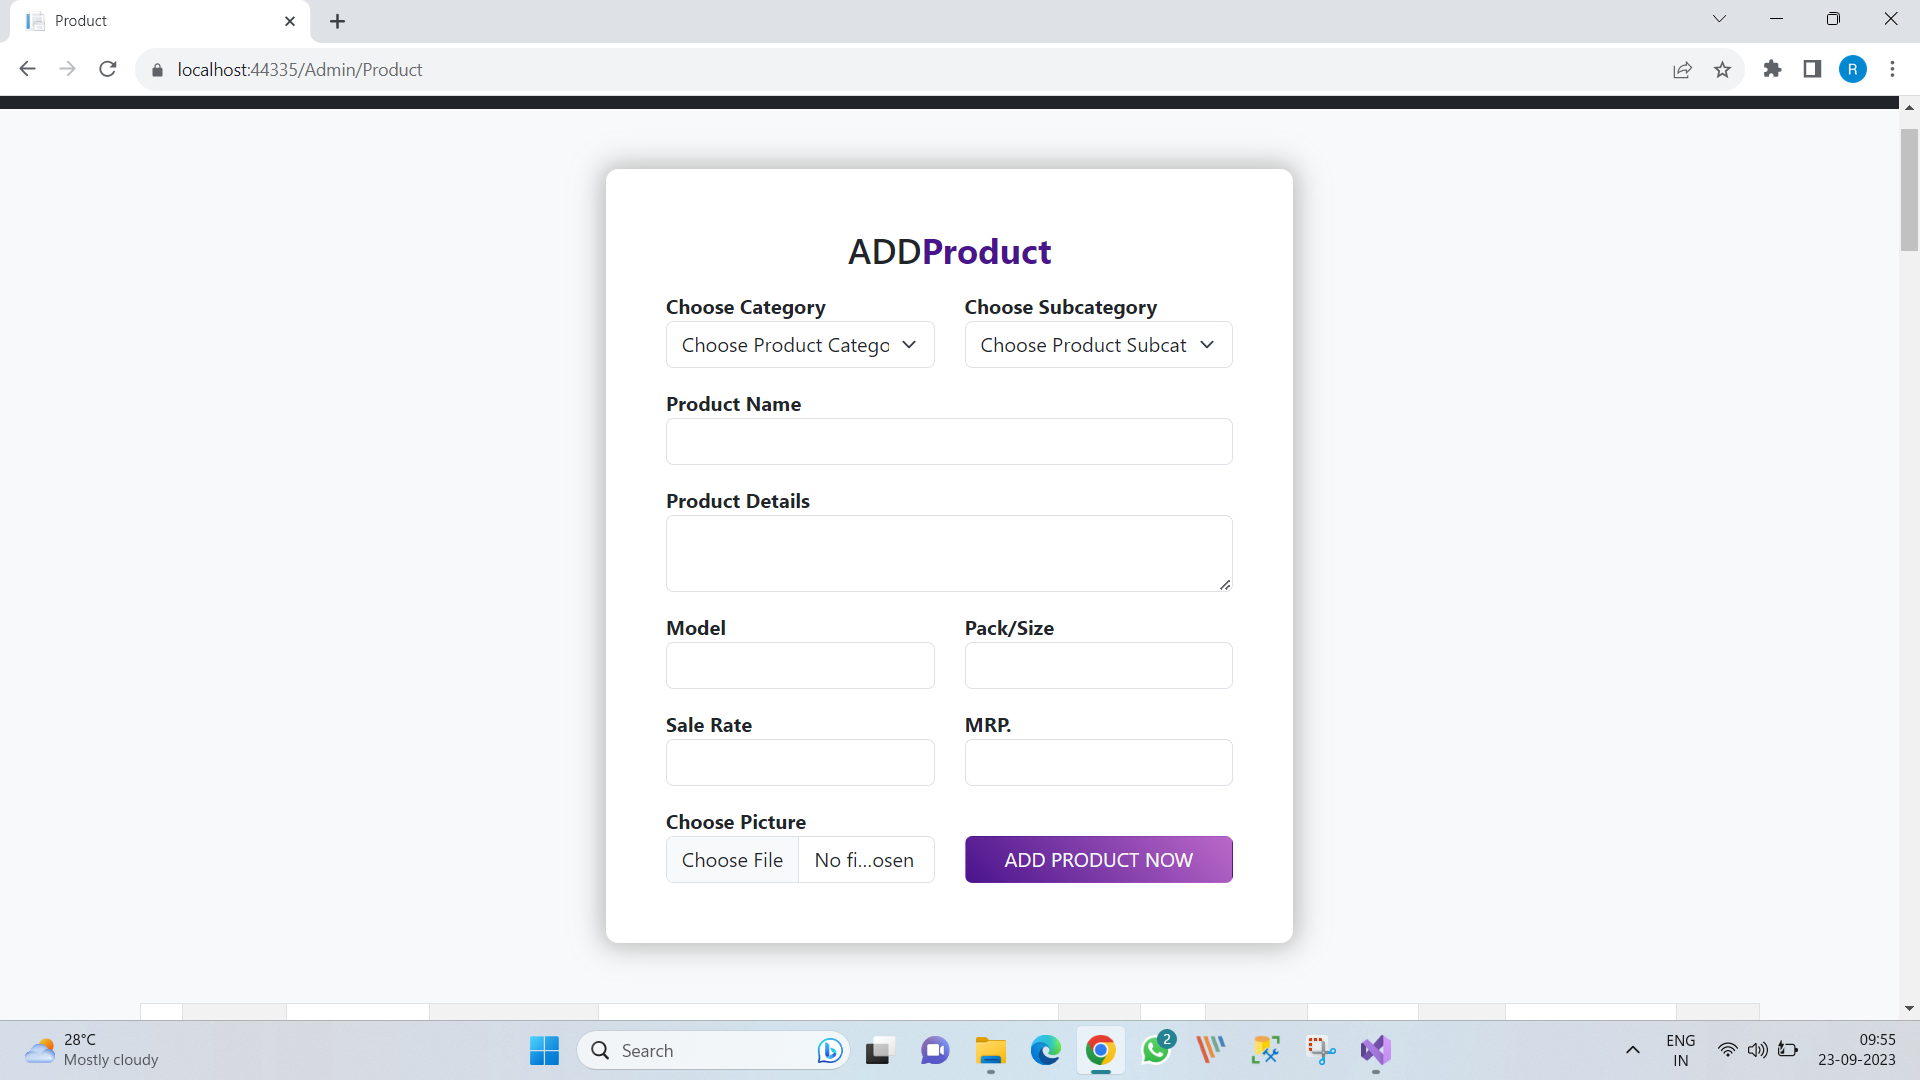 Product
localhost:44335/Admin/Product
R
ADDProduct
Choose Category Choose Subcategory
Choose Product Catego Choose Product Subcat
Product Name
Product Details
Model Pack/Size
Sale Rate MRP.
Choose Picture
Choose File No fi...osen ADD PRODUCT NOW
28°C
Mostly cloudy
Search
2
ENG
IN
09:55
23-09-2023